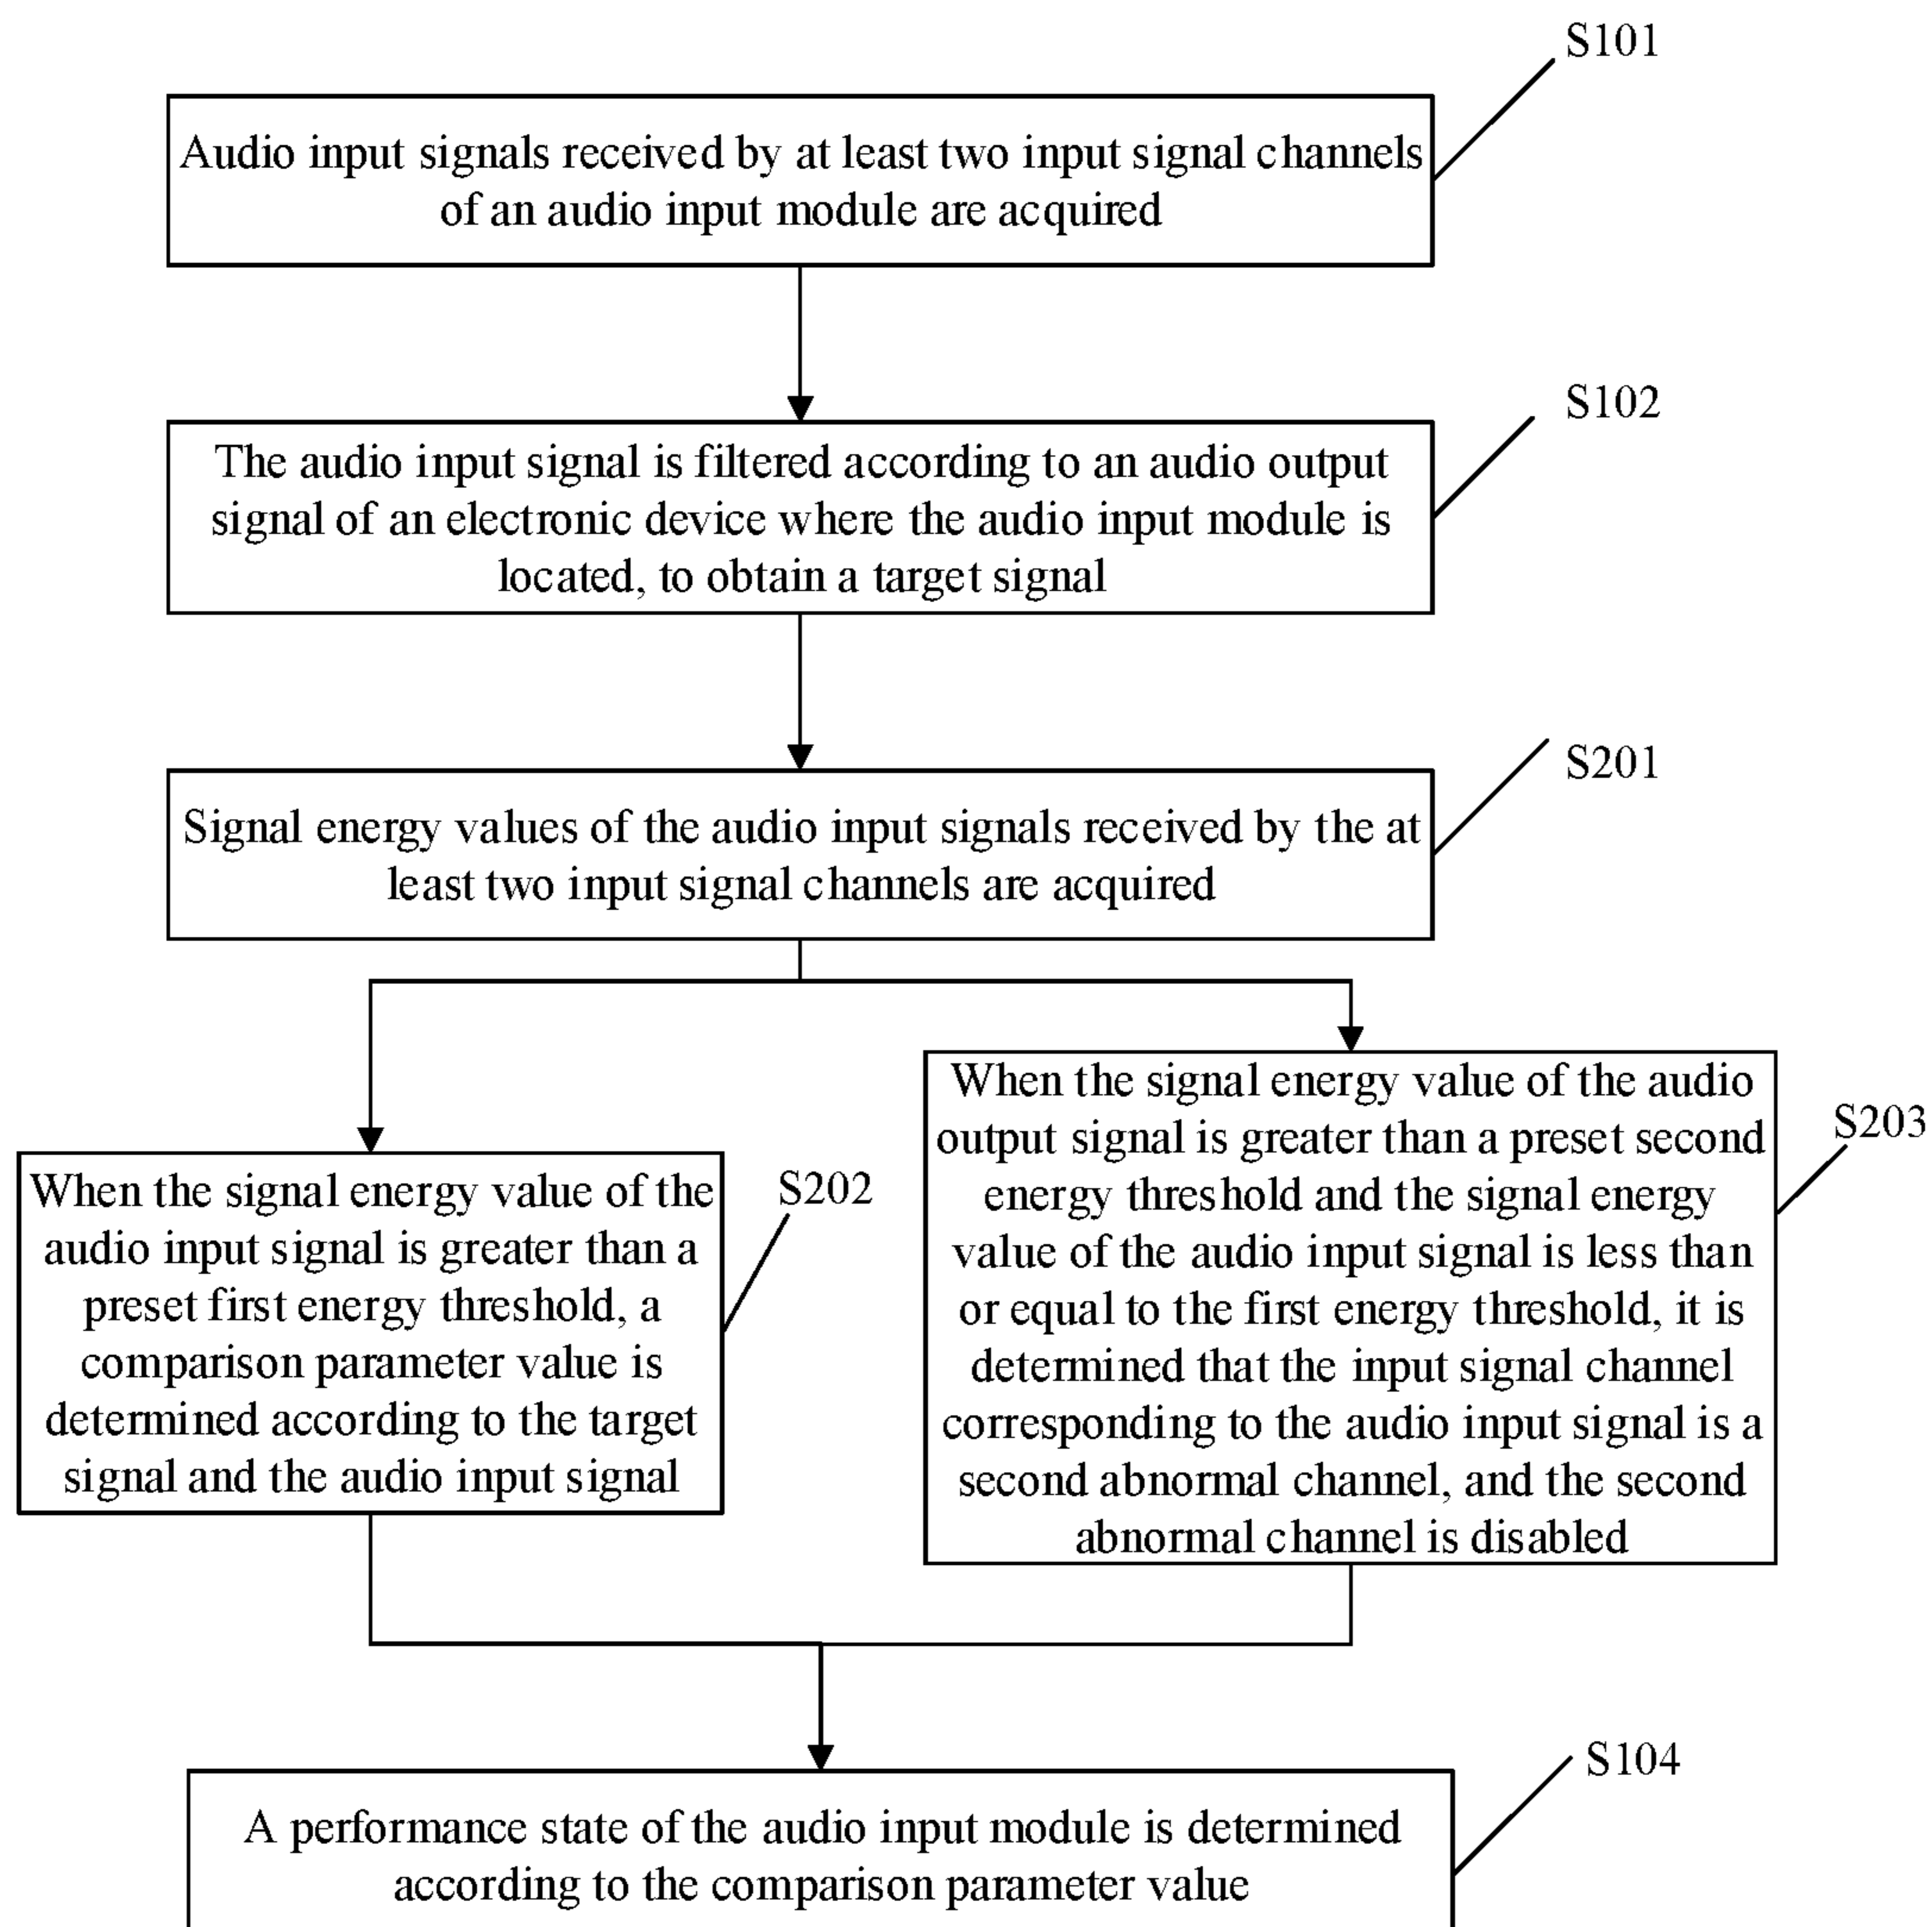 S101
Audio input signals received by at least two input signal channels
of an audio input module are acquired
S102
The audio input signal is filtered according to an audio output
signal of an electronic device where the audio input module is
located, to obtain a target signal
S201
Signal energy values of the audio input signals received by the at
least two input signal channels are acquired
S202
When the signal energy value of the
audio input signal is greater than a
preset first energy threshold, a
comparison parameter value is
determined according to the target
signal and the audio input signal
S203
When the signal energy value of the audio
output signal is greater than a preset second
energy threshold and the signal energy
value of the audio input signal is less than
or equal to the first energy threshold, it is
determined that the input signal channel
corresponding to the audio input signal is a
second abnormal channel, and the second
abnormal channel is disabled
S104
A performance state of the audio input module is determined
according to the comparison parameter value